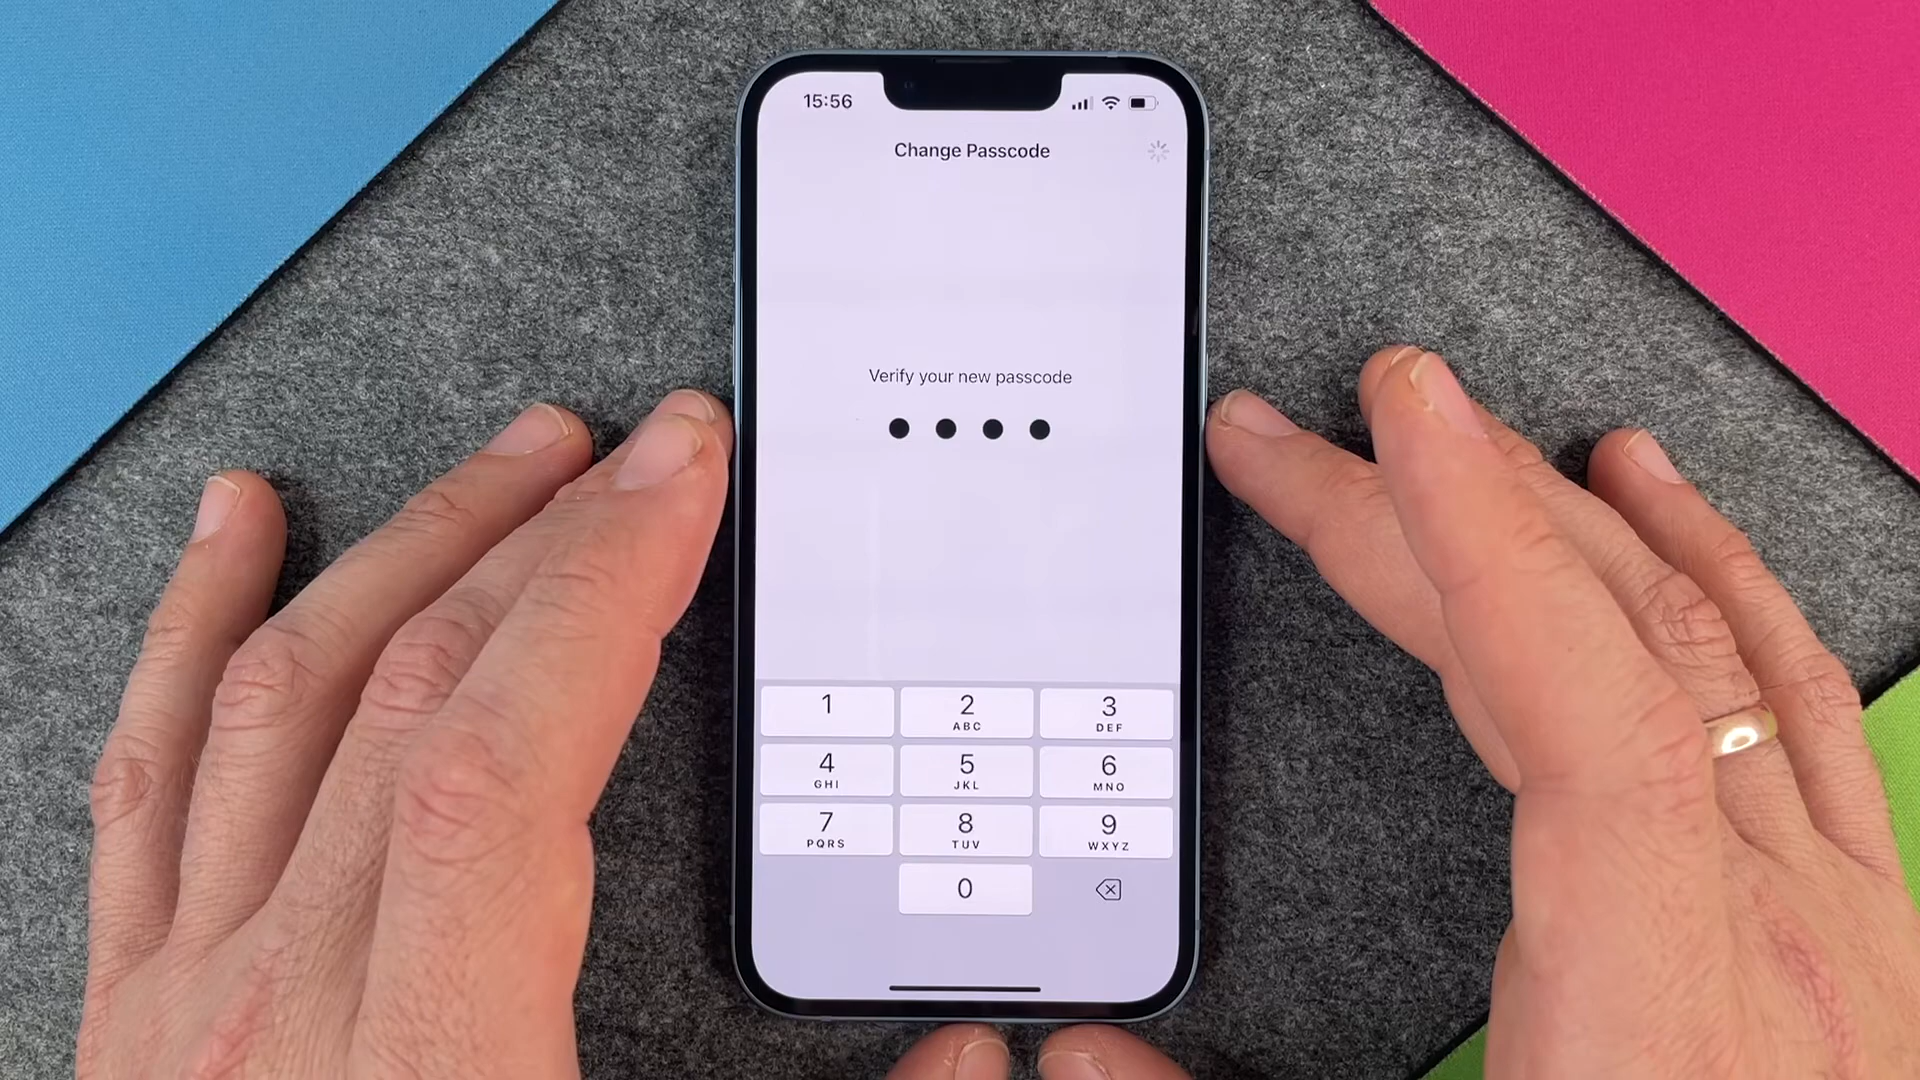 15:56
Change Passcode
Verify your new passcode
1 2 3
ABC DEF
4 5 6
GHI JKL MNO
7 8 9
PQRS TUV WXYZ
0